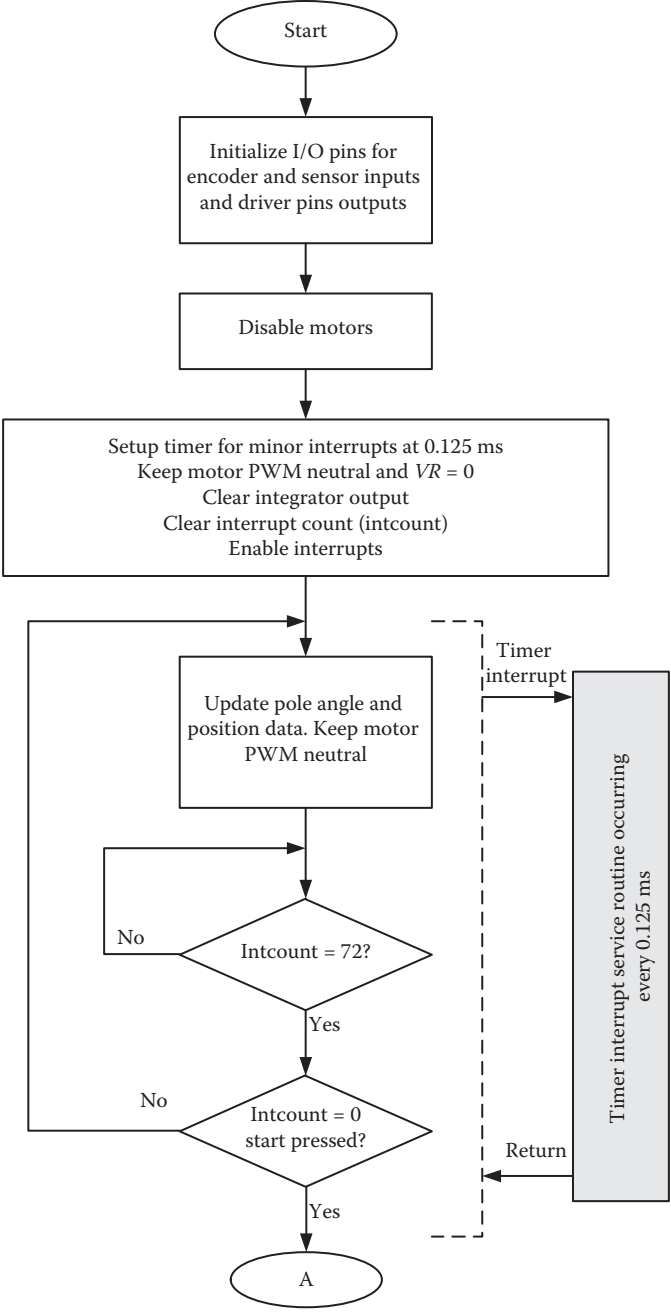 Start
Initialize I/O pins for
encoder and sensor inputs
and driver pins outputs
Disable motors
Setup timer for minor interrupts at 0.125 ms
Keep motor PWM neutral and VR = 0
Clear integrator output
Clear interrupt count (intcount)
Enable interrupts
Timer
interrupt
Update pole angle and
position data. Keep motor
PWM neutral
Timer interrupt service routine occurring
every 0.125 ms
No
Intcount = 72?
Yes
No
Intcount = 0
start pressed?
Return
Yes
A